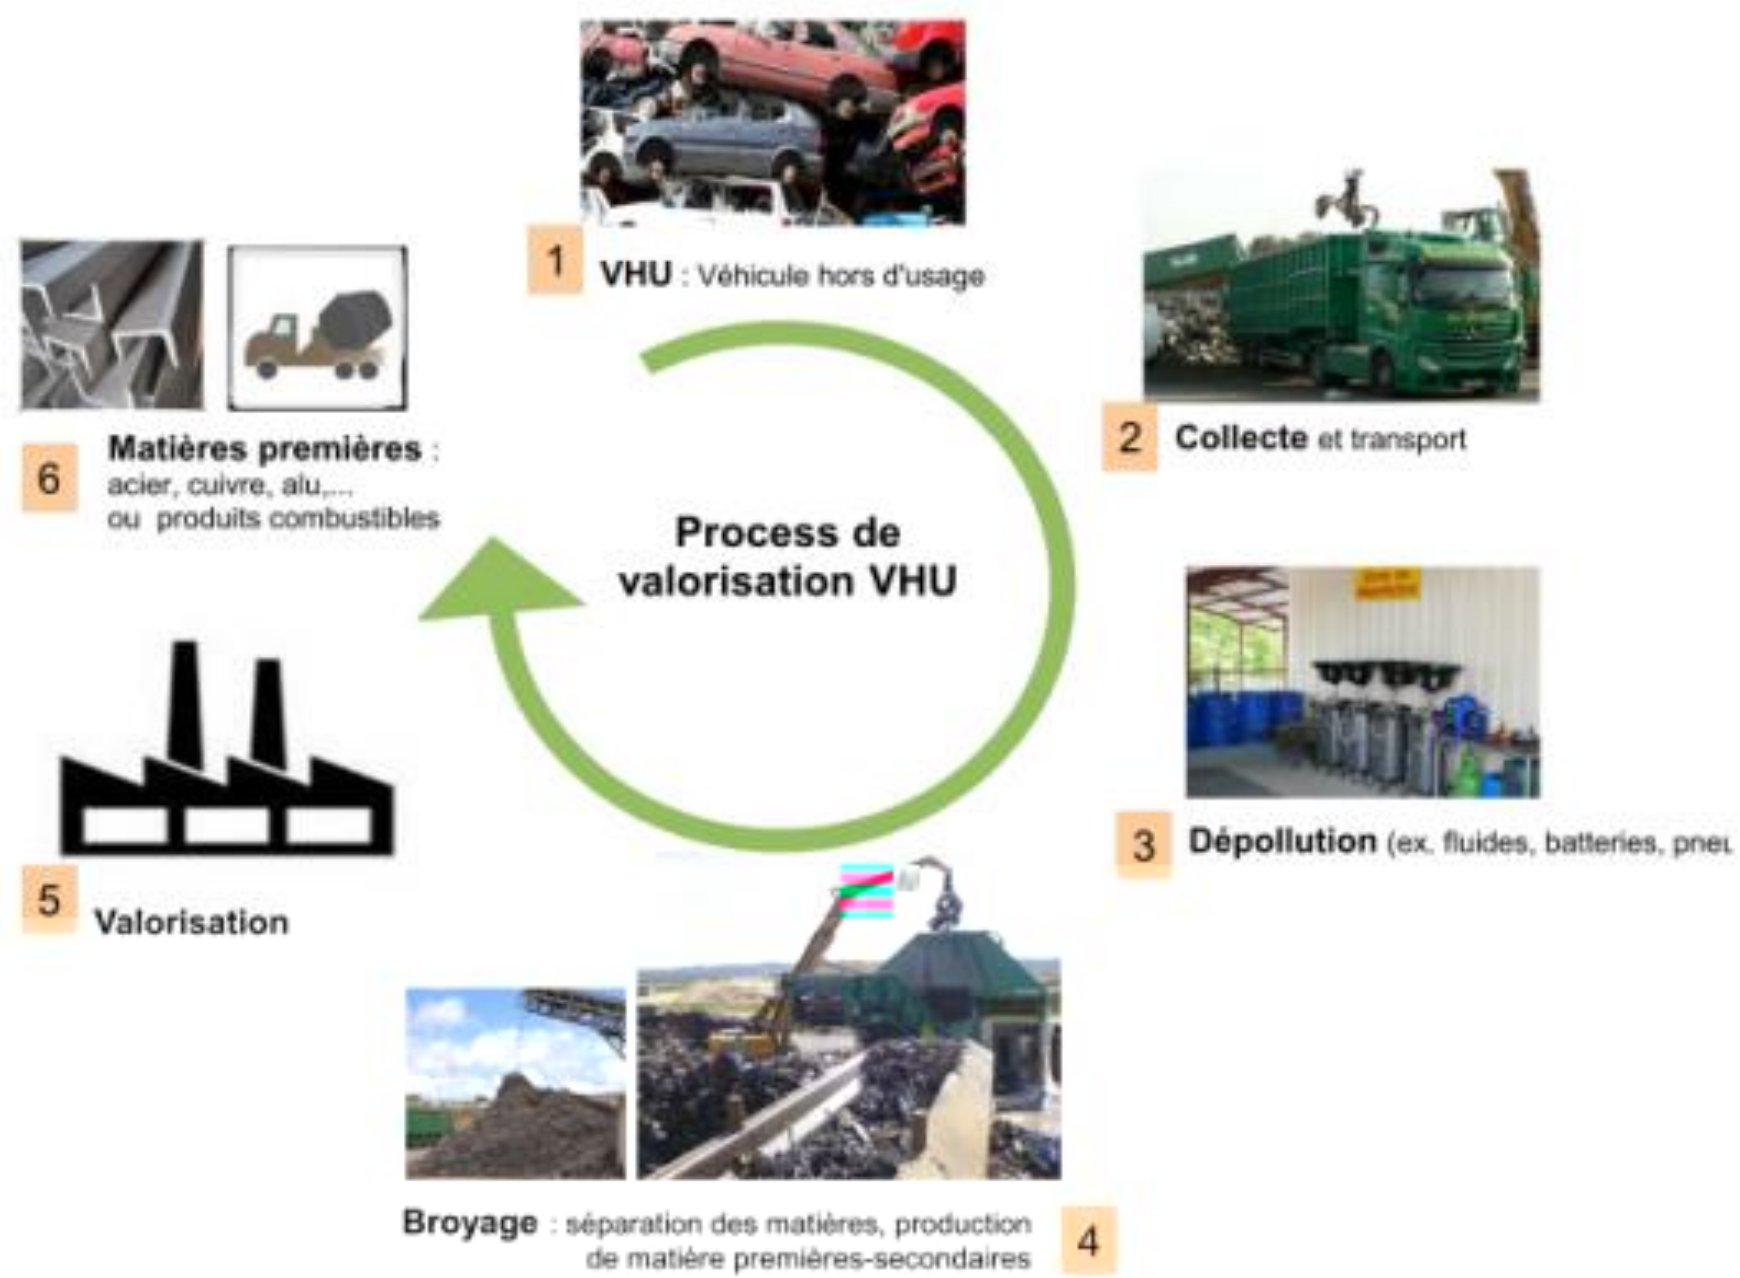 1
VHU : Véhicule hors d'usage
2
Collecte et transport
6
Matières premières :
acier, cuivre, alu,...
ou produits combustibles
Process de
valorisation VHU
3
Dépollution (ex. fluides, batteries,
5
Valorisation
Broyage : séparation des matières, production
de matière premières-secondaires
4